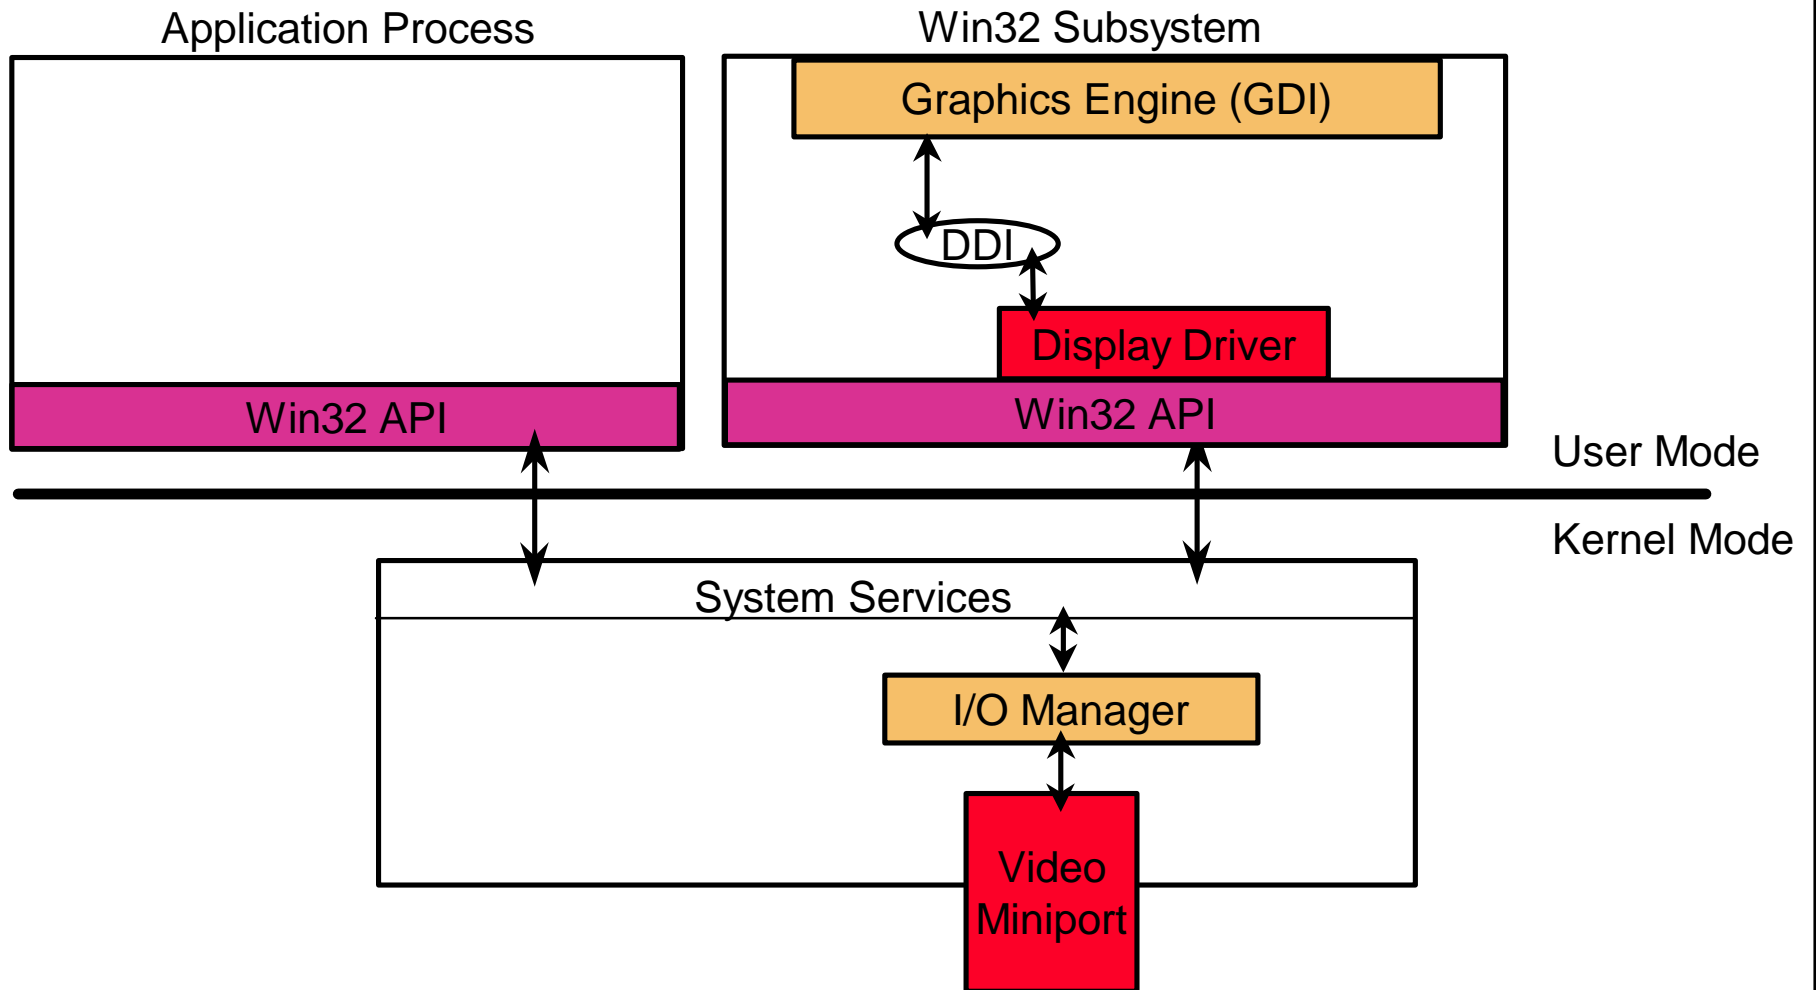 Application Process
Win32 Subsystem
Graphics Engine (GDI)
DDI
Display Driver
Win32 API
Win32 API
User Mode
Kernel Mode
System Services
I/O Manager
Video
Miniport